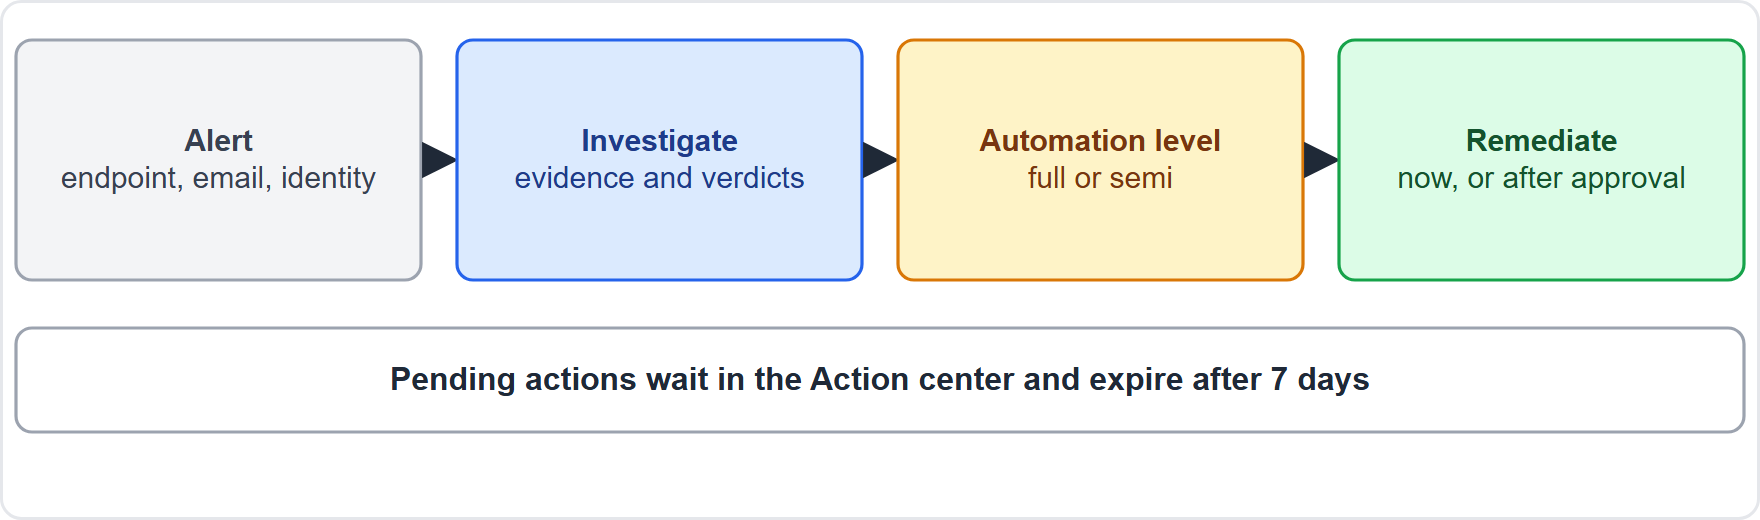 Alert
endpoint, email, identity
Investigate
evidence and verdicts
Automation level
full or semi
Remediate
now, or after approval
Pending actions wait in the Action center and expire after 7 days